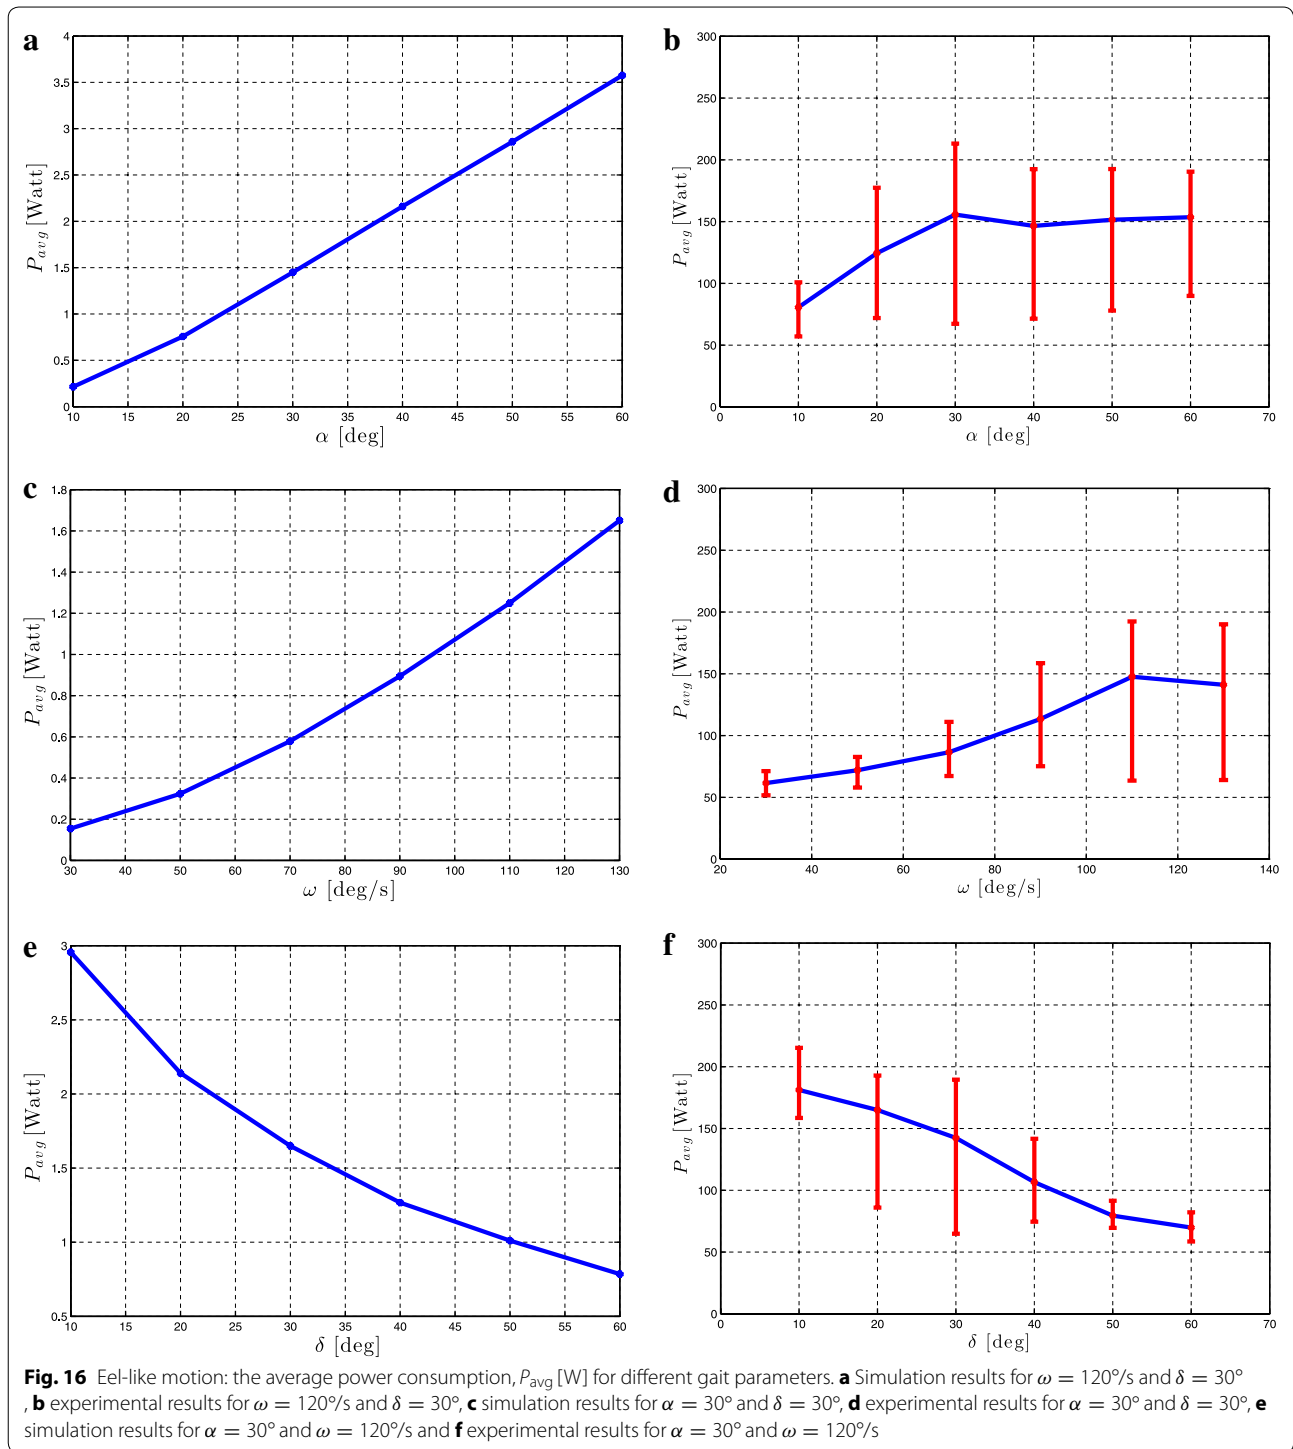 a
4
3.5
3
2.5
2
1.5
1
0.5
0
P_avg [Watt]
10 15 20 25 30 35 40 45 50 55 60
α [deg]
b
300
250
200
150
100
50
0
P_avg [Watt]
0 10 20 30 40 50 60 70
α [deg]
c
1.8
1.6
1.4
1.2
1
0.8
0.6
0.4
0.2
0
P_avg [Watt]
30 40 50 60 70 80 90 100 110 120 130
ω [deg/s]
d
300
250
200
150
100
50
0
P_avg [Watt]
20 40 60 80 100 120 140
ω [deg/s]
e
3
2.5
2
1.5
1
0.5
P_avg [Watt]
10 15 20 25 30 35 40 45 50 55 60
δ [deg]
f
300
250
200
150
100
50
0
P_avg [Watt]
0 10 20 30 40 50 60 70
δ [deg]
Fig. 16 Eel-like motion: the average power consumption, P_avg [W] for different gait parameters. a Simulation results for ω = 120°/s and δ = 30°
, b experimental results for ω = 120°/s and δ = 30°, c simulation results for α = 30° and δ = 30°, d experimental results for α = 30° and δ = 30°, e
simulation results for α = 30° and ω = 120°/s and f experimental results for α = 30° and ω = 120°/s